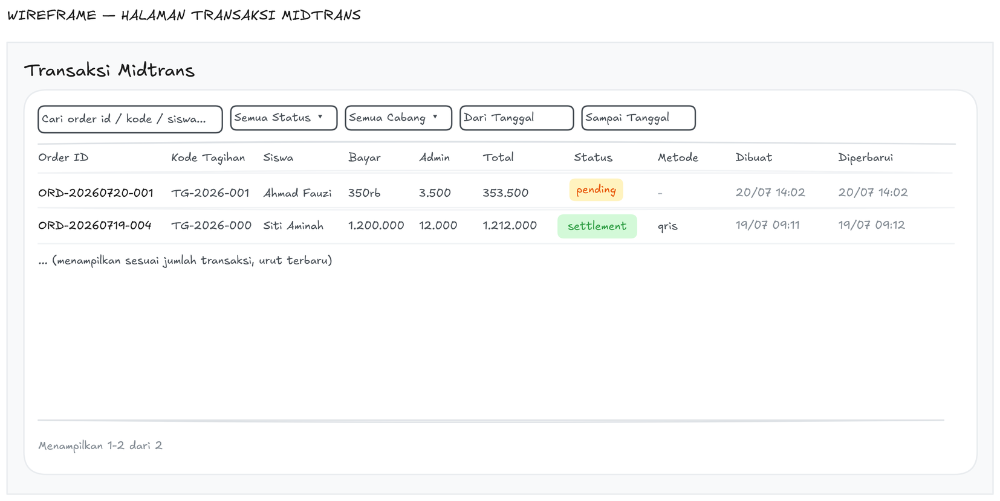 WIREFRAME — HALAMAN TRANSAKSI MIDTRANS
Transaksi Midtrans
Cari order id / kode / siswa... Semua Status ▾ Semua Cabang ▾ Dari Tanggal Sampai Tanggal
Order ID Kode Tagihan Siswa Bayar Admin Total Status Metode Dibuat Diperbarui
ORD-20260720-001 TG-2026-001 Ahmad Fauzi 350rb 3.500 353.500 pending - 20/07 14:02 20/07 14:02
ORD-20260719-004 TG-2026-000 Siti Aminah 1.200.000 12.000 1.212.000 settlement qris 19/07 09:11 19/07 09:12
... (menampilkan sesuai jumlah transaksi, urut terbaru)
Menampilkan 1-2 dari 2